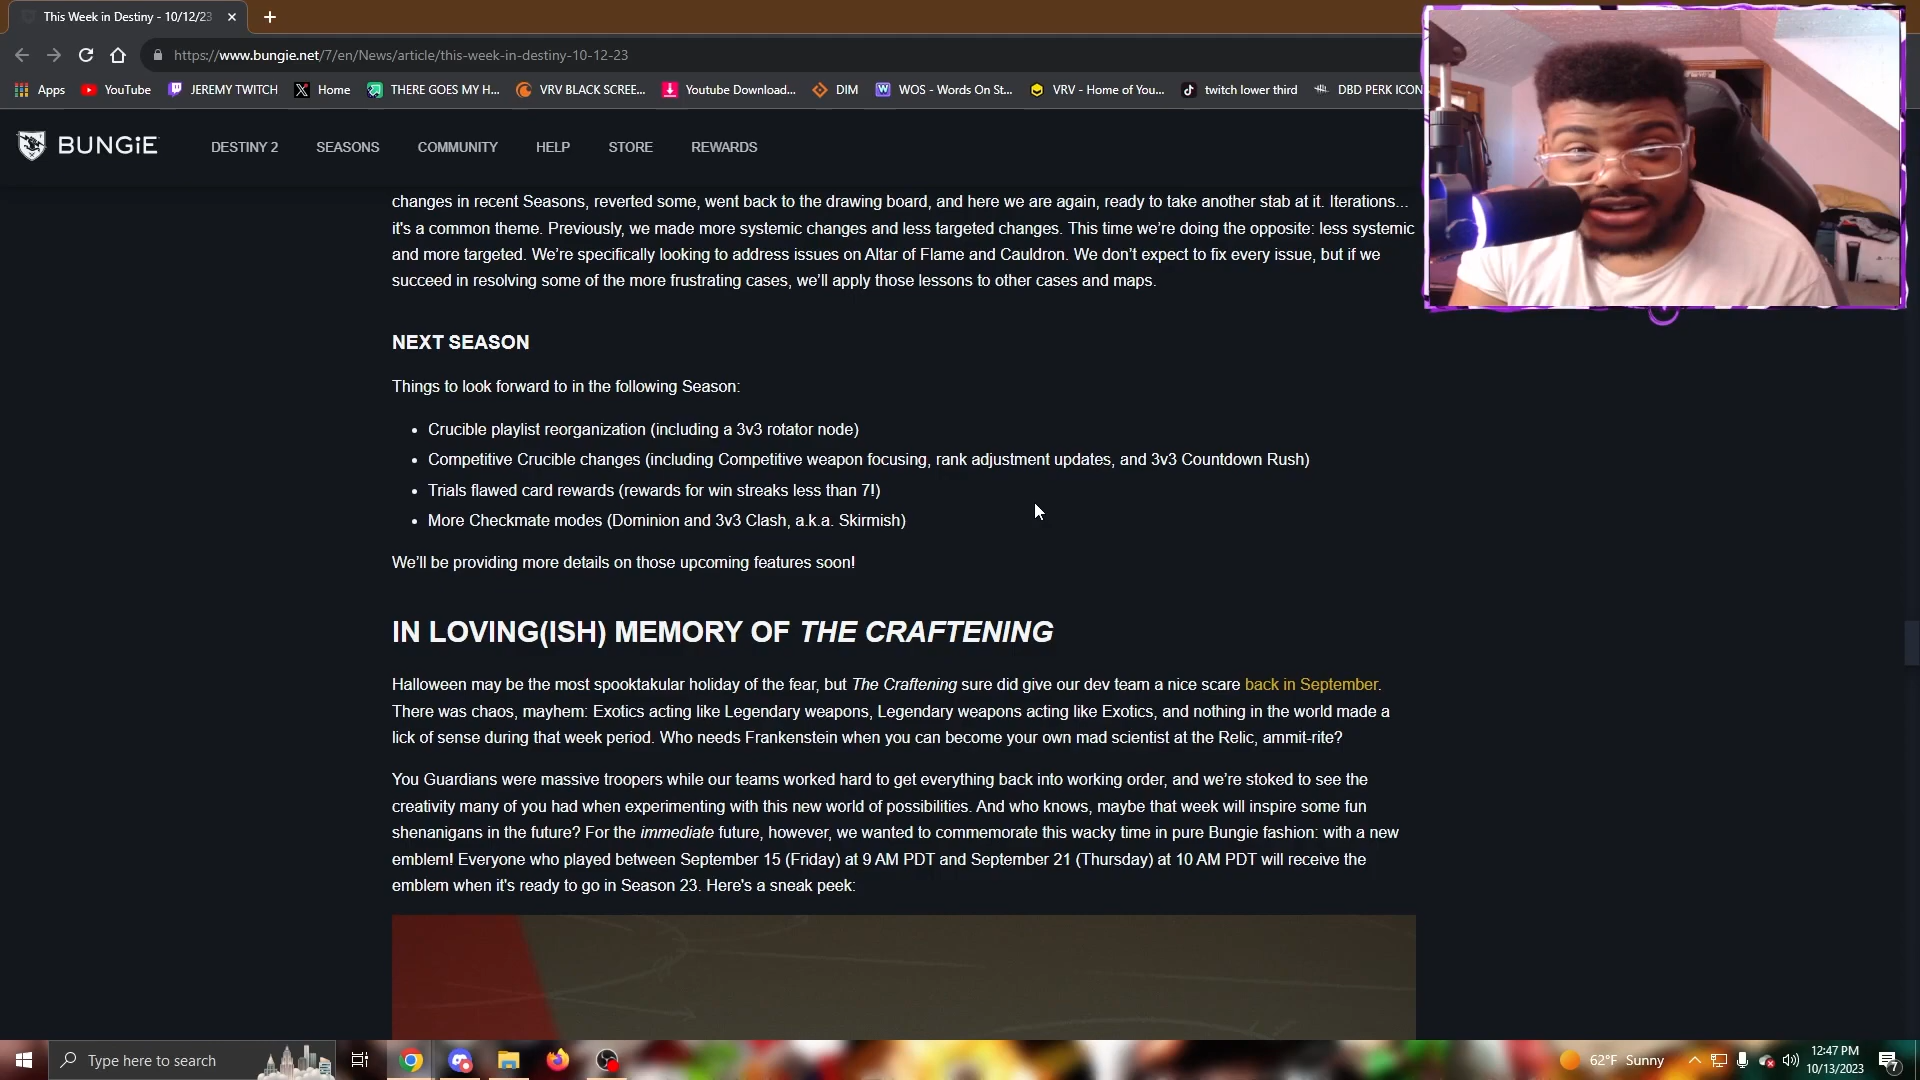 This Week in Destiny - 10/12/23
https://www.bungie.net/7/en/News/article/this-week-in-destiny-10-12-23
Apps YouTube JEREMY TWITCH Home THERE GOES MY H... VRV BLACK SCREE... Youtube Download... DIM WOS - Words On St... VRV - Home of You... twitch lower third DBD PERK ICON
BUNGiE DESTINY 2 SEASONS COMMUNITY HELP STORE REWARDS
changes in recent Seasons, reverted some, went back to the drawing board, and here we are again, ready to take another stab at it. Iterations...
it's a common theme. Previously, we made more systemic changes and less targeted changes. This time we're doing the opposite: less systemic
and more targeted. We're specifically looking to address issues on Altar of Flame and Cauldron. We don't expect to fix every issue, but if we
succeed in resolving some of the more frustrating cases, we'll apply those lessons to other cases and maps.
NEXT SEASON
Things to look forward to in the following Season:
• Crucible playlist reorganization (including a 3v3 rotator node)
• Competitive Crucible changes (including Competitive weapon focusing, rank adjustment updates, and 3v3 Countdown Rush)
• Trials flawed card rewards (rewards for win streaks less than 7!)
• More Checkmate modes (Dominion and 3v3 Clash, a.k.a. Skirmish)
We'll be providing more details on those upcoming features soon!
IN LOVING(ISH) MEMORY OF THE CRAFTENING
Halloween may be the most spooktakular holiday of the fear, but The Craftening sure did give our dev team a nice scare back in September.
There was chaos, mayhem: Exotics acting like Legendary weapons, Legendary weapons acting like Exotics, and nothing in the world made a
lick of sense during that week period. Who needs Frankenstein when you can become your own mad scientist at the Relic, ammit-rite?
You Guardians were massive troopers while our teams worked hard to get everything back into working order, and we're stoked to see the
creativity many of you had when experimenting with this new world of possibilities. And who knows, maybe that week will inspire some fun
shenanigans in the future? For the immediate future, however, we wanted to commemorate this wacky time in pure Bungie fashion: with a new
emblem! Everyone who played between September 15 (Friday) at 9 AM PDT and September 21 (Thursday) at 10 AM PDT will receive the
emblem when it's ready to go in Season 23. Here's a sneak peek:
Type here to search
62°F Sunny
12:47 PM
10/13/2023
7